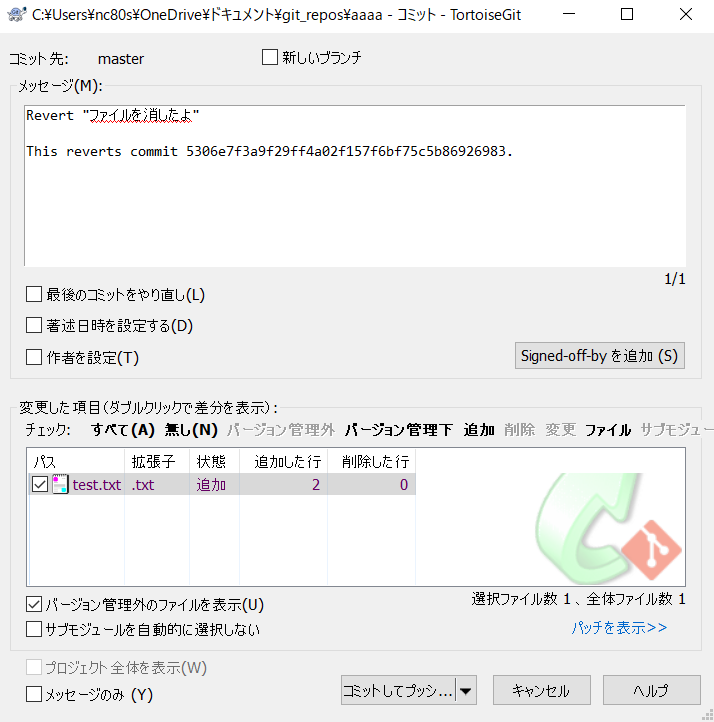 C:¥Users¥nc80s¥OneDrive¥ドキュメント¥git_repos¥aaaa - コミット - TortoiseGit
コミット先: master 新しいブランチ
メッセージ(M):
Revert "ファイルを消したよ"
This reverts commit 5306e7f3a9f29ff4a02f157f6bf75c5b86926983.
1/1
最後のコミットをやり直し(L)
著述日時を設定する(D)
作者を設定(T)
Signed-off-by を追加 (S)
変更した項目(ダブルクリックで差分を表示):
チェック: すべて(A) 無し(N) バージョン管理外 バージョン管理下 追加 削除 変更 ファイル サブモジュー
パス 拡張子 状態 追加した行 削除した行
test.txt .txt 追加 2 0
バージョン管理外のファイルを表示(U)
選択ファイル数 1 、全体ファイル数 1
サブモジュールを自動的に選択しない
パッチを表示>>
プロジェクト全体を表示(W)
メッセージのみ (Y)
コミットしてプッシ... キャンセル ヘルプ